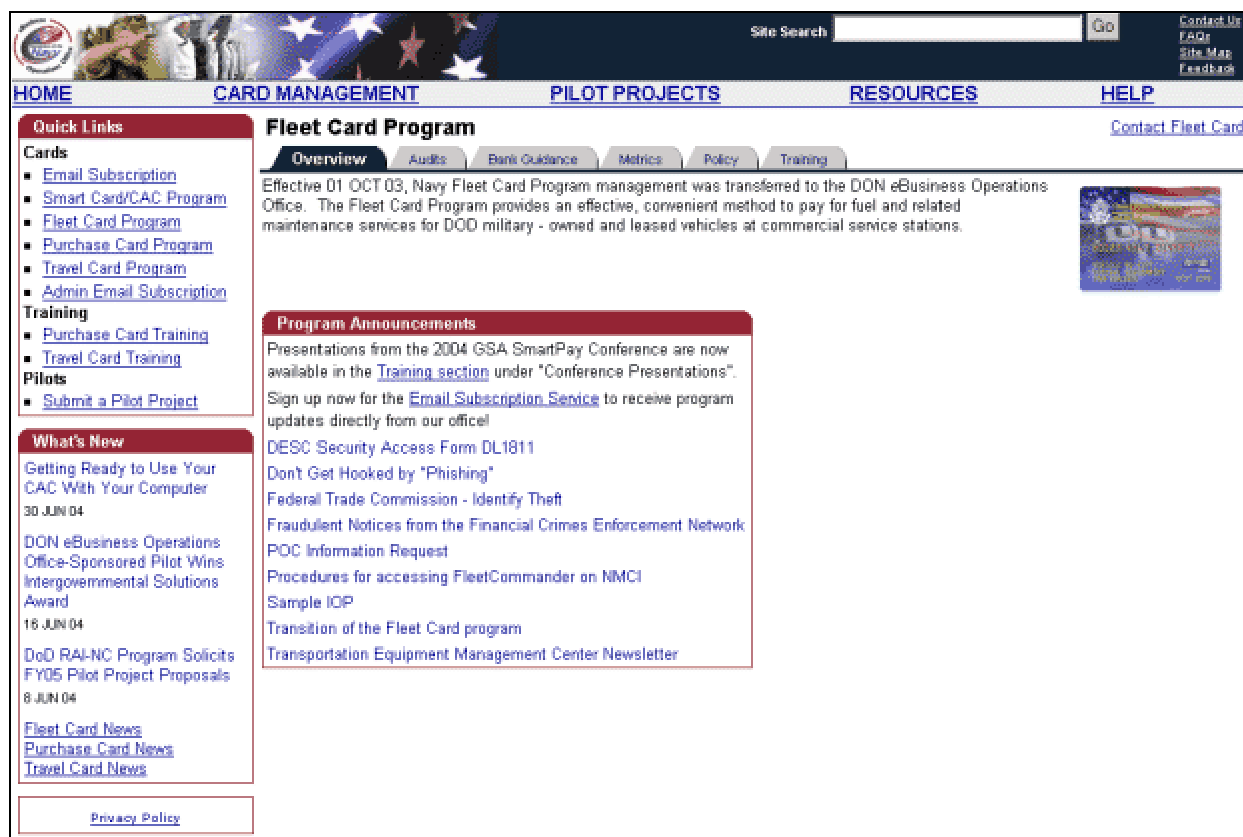 Navy
Site Search
Go
Contact Us
FAQs
Site Map
Feedback
HOME
CARD MANAGEMENT
PILOT PROJECTS
RESOURCES
HELP
Quick Links
Cards
Email Subscription
Smart Card/CAC Program
Fleet Card Program
Purchase Card Program
Travel Card Program
Admin Email Subscription
Training
Purchase Card Training
Travel Card Training
Pilots
Submit a Pilot Project
What's New
Getting Ready to Use Your
CAC With Your Computer
30 JUN 04
DON eBusiness Operations
Office-Sponsored Pilot Wins
Intergovernmental Solutions
Award
16 JUN 04
DoD RAI-NC Program Solicits
FY05 Pilot Project Proposals
8 JUN 04
Fleet Card News
Purchase Card News
Travel Card News
Privacy Policy
Fleet Card Program
Contact Fleet Card
Overview
Audits
Bank Guidance
Metrics
Policy
Training
Effective 01 OCT 03, Navy Fleet Card Program management was transferred to the DON eBusiness Operations
Office. The Fleet Card Program provides an effective, convenient method to pay for fuel and related
maintenance services for DOD military - owned and leased vehicles at commercial service stations.
Program Announcements
Presentations from the 2004 GSA SmartPay Conference are now
available in the Training section under "Conference Presentations".
Sign up now for the Email Subscription Service to receive program
updates directly from our office!
DESC Security Access Form DL1811
Don't Get Hooked by "Phishing"
Federal Trade Commission - Identify Theft
Fraudulent Notices from the Financial Crimes Enforcement Network
POC Information Request
Procedures for accessing FleetCommander on NMCI
Sample IOP
Transition of the Fleet Card program
Transportation Equipment Management Center Newsletter